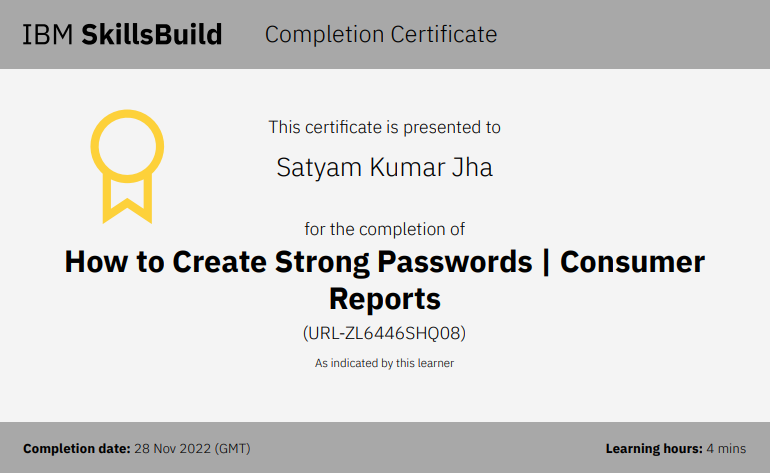 IBM SkillsBuild Completion Certificate
This certificate is presented to
Satyam Kumar Jha
for the completion of
How to Create Strong Passwords | Consumer
Reports
(URL-ZL6446SHQ08)
As indicated by this learner
Completion date: 28 Nov 2022 (GMT) Learning hours: 4 mins